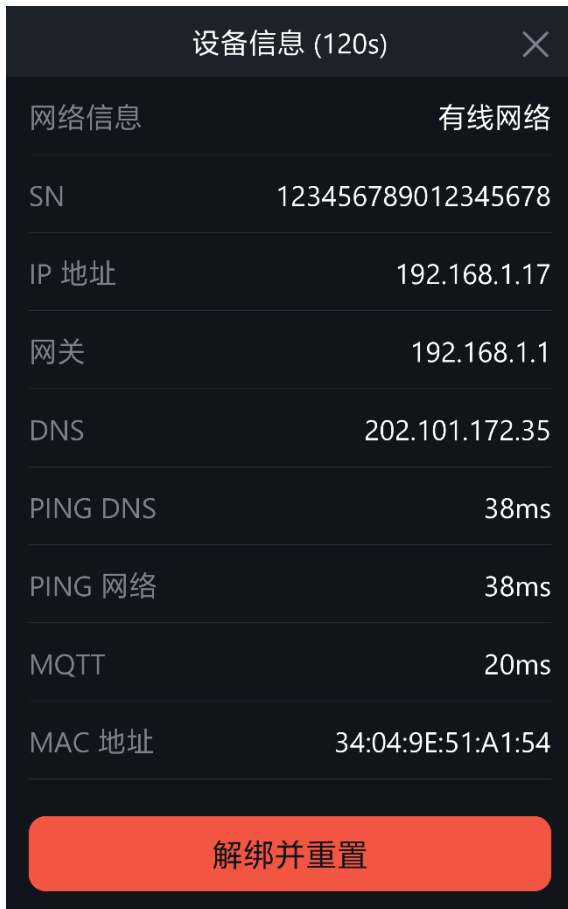 设备信息 (120s)
网络信息 有线网络
SN 123456789012345678
IP 地址 192.168.1.17
网关 192.168.1.1
DNS 202.101.172.35
PING DNS 38ms
PING 网络 38ms
MQTT 20ms
MAC 地址 34:04:9E:51:A1:54
解绑并重置